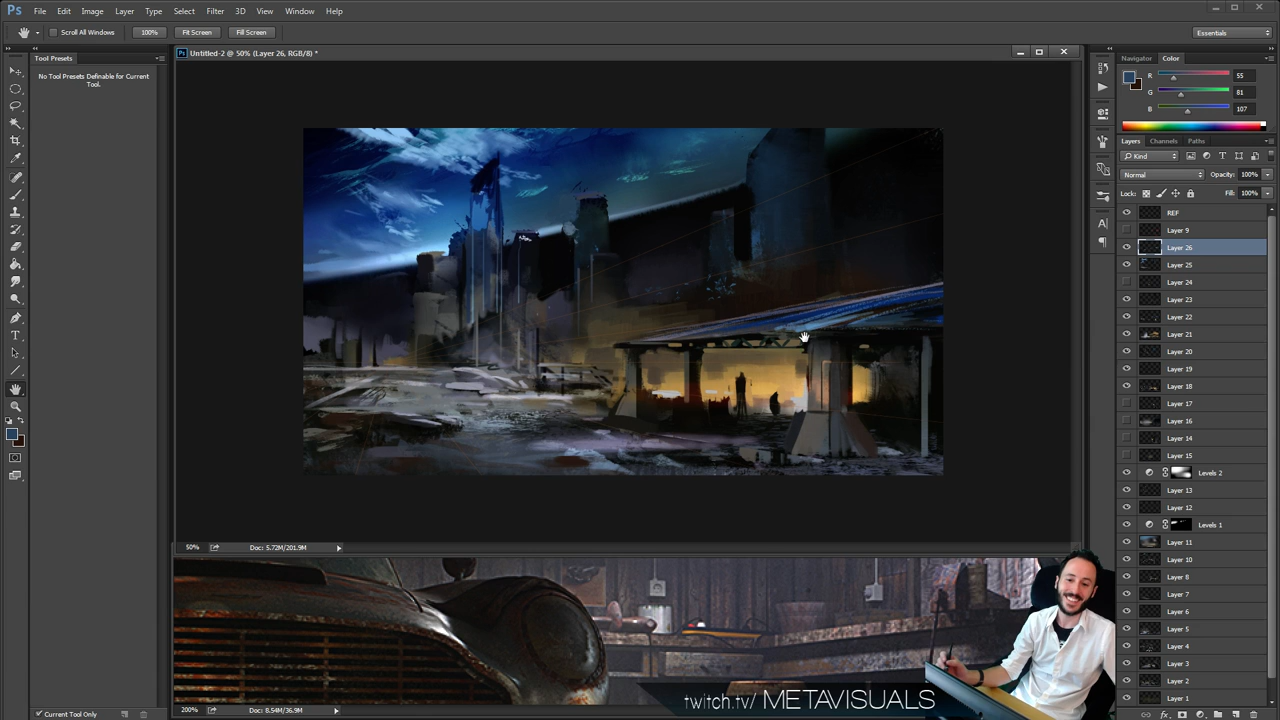 Ps File Edit Image Layer Type Select Filter 3D View Window Help
Scroll All Windows 100% Fit Screen Fill Screen Essentials
Tool Presets
No Tool Presets Definable for Current
Tool.
Current Tool Only
Untitled-2 @ 50% (Layer 26, RGB/8) *
50% Doc: 5.72M/201.9M
200% Doc: 8.54M/36.9M
twitch.tv/ METAVISUALS
Navigator Color
R 55
G 81
B 107
Layers Channels Paths
Kind
Normal Opacity: 100%
Lock: Fill: 100%
REF
Layer 9
Layer 26
Layer 25
Layer 24
Layer 23
Layer 22
Layer 21
Layer 20
Layer 19
Layer 18
Layer 17
Layer 16
Layer 14
Layer 15
Levels 2
Layer 13
Layer 12
Levels 1
Layer 11
Layer 10
Layer 8
Layer 7
Layer 6
Layer 5
Layer 4
Layer 3
Layer 2
Layer 1